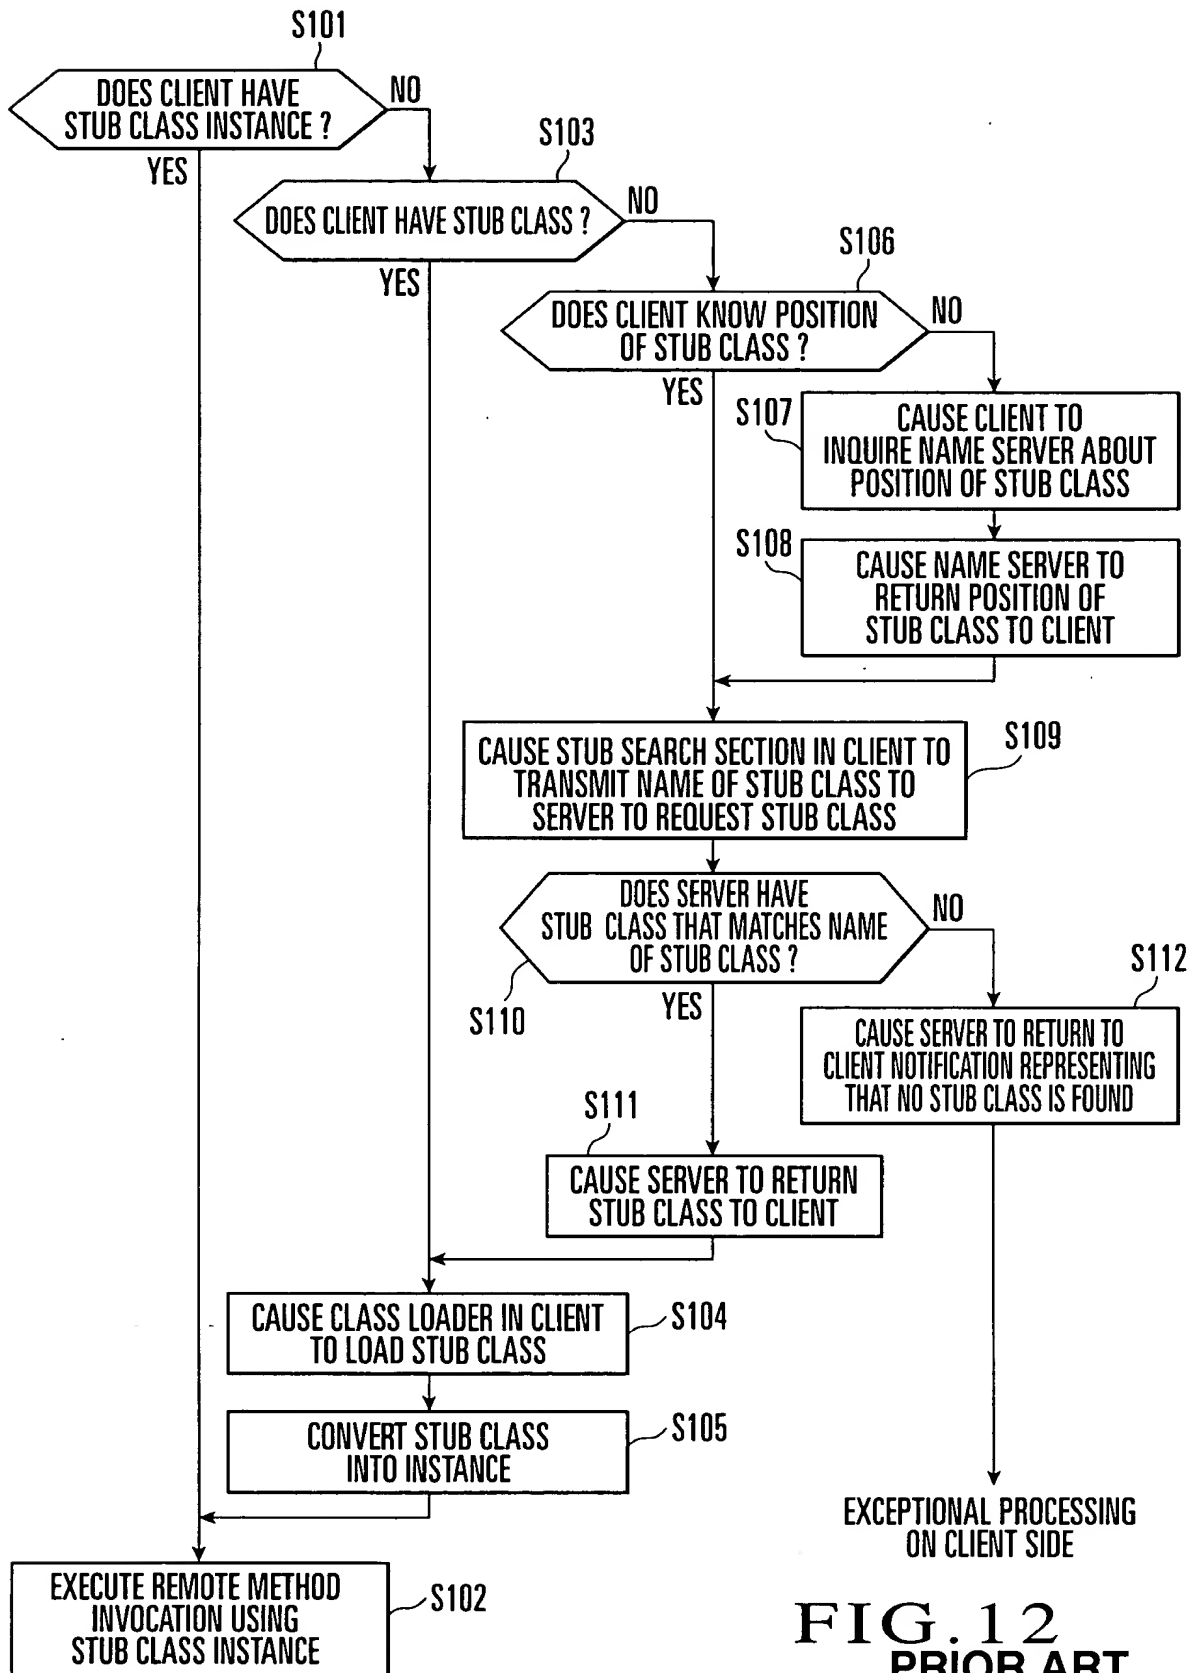 S101
DOES CLIENT HAVE
STUB CLASS INSTANCE ?
NO
YES
S103
DOES CLIENT HAVE STUB CLASS ?
NO
YES
S106
DOES CLIENT KNOW POSITION
OF STUB CLASS ?
NO
YES
S107
CAUSE CLIENT TO
INQUIRE NAME SERVER ABOUT
POSITION OF STUB CLASS
S108
CAUSE NAME SERVER TO
RETURN POSITION OF
STUB CLASS TO CLIENT
S109
CAUSE STUB SEARCH SECTION IN CLIENT TO
TRANSMIT NAME OF STUB CLASS TO
SERVER TO REQUEST STUB CLASS
DOES SERVER HAVE
STUB CLASS THAT MATCHES NAME
OF STUB CLASS ?
NO
S110
YES
S112
CAUSE SERVER TO RETURN TO
CLIENT NOTIFICATION REPRESENTING
THAT NO STUB CLASS IS FOUND
S111
CAUSE SERVER TO RETURN
STUB CLASS TO CLIENT
CAUSE CLASS LOADER IN CLIENT
TO LOAD STUB CLASS
S104
CONVERT STUB CLASS
INTO INSTANCE
S105
EXCEPTIONAL PROCESSING
ON CLIENT SIDE
EXECUTE REMOTE METHOD
INVOCATION USING
STUB CLASS INSTANCE
S102
FIG.12
PRIOR ART